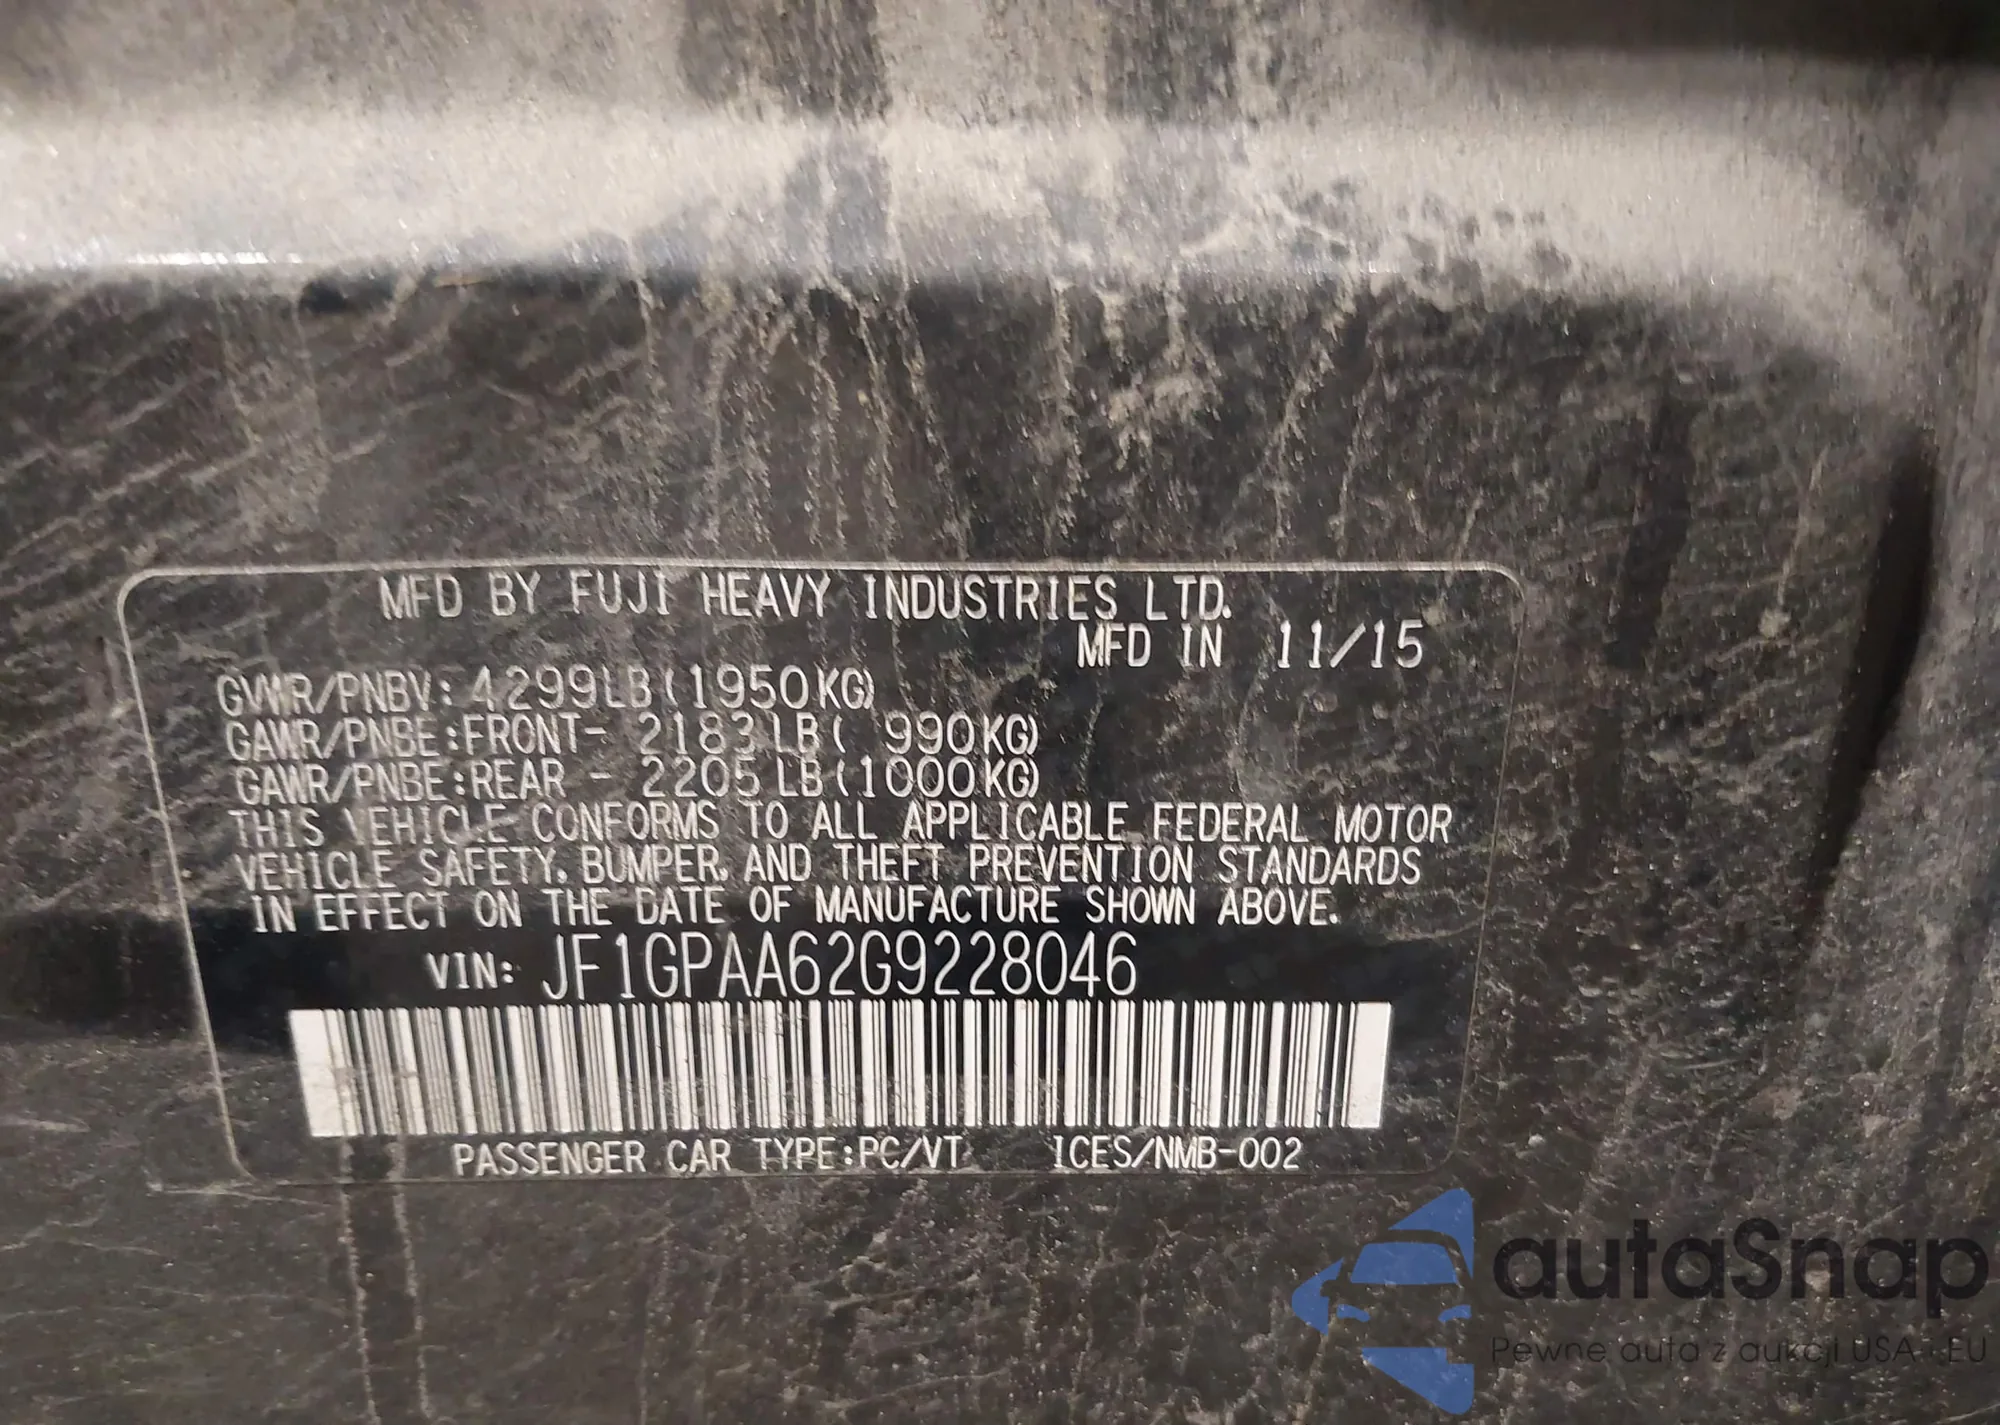 MFD BY FUJI HEAVY INDUSTRIES LTD.
MFD IN 11/15
GVWR/PNBV: 4299LB(1950KG)
GAWR/PNBE:FRONT- 2183LB( 990KG)
GAWR/PNBE:REAR - 2205LB(1000KG)
THIS VEHICLE CONFORMS TO ALL APPLICABLE FEDERAL MOTOR
VEHICLE SAFETY, BUMPER, AND THEFT PREVENTION STANDARDS
IN EFFECT ON THE DATE OF MANUFACTURE SHOWN ABOVE.
VIN: JF1GPAA62G9228046
PASSENGER CAR TYPE:PC/VT ICES/NMB-002
autaSnap
Pewne auta z aukcji USA i EU